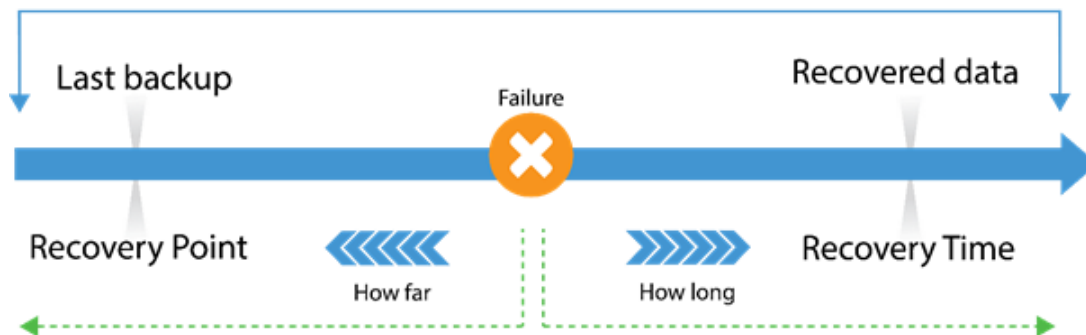 Last backup
Recovered data
Failure
Recovery Point
Recovery Time
How far
How long